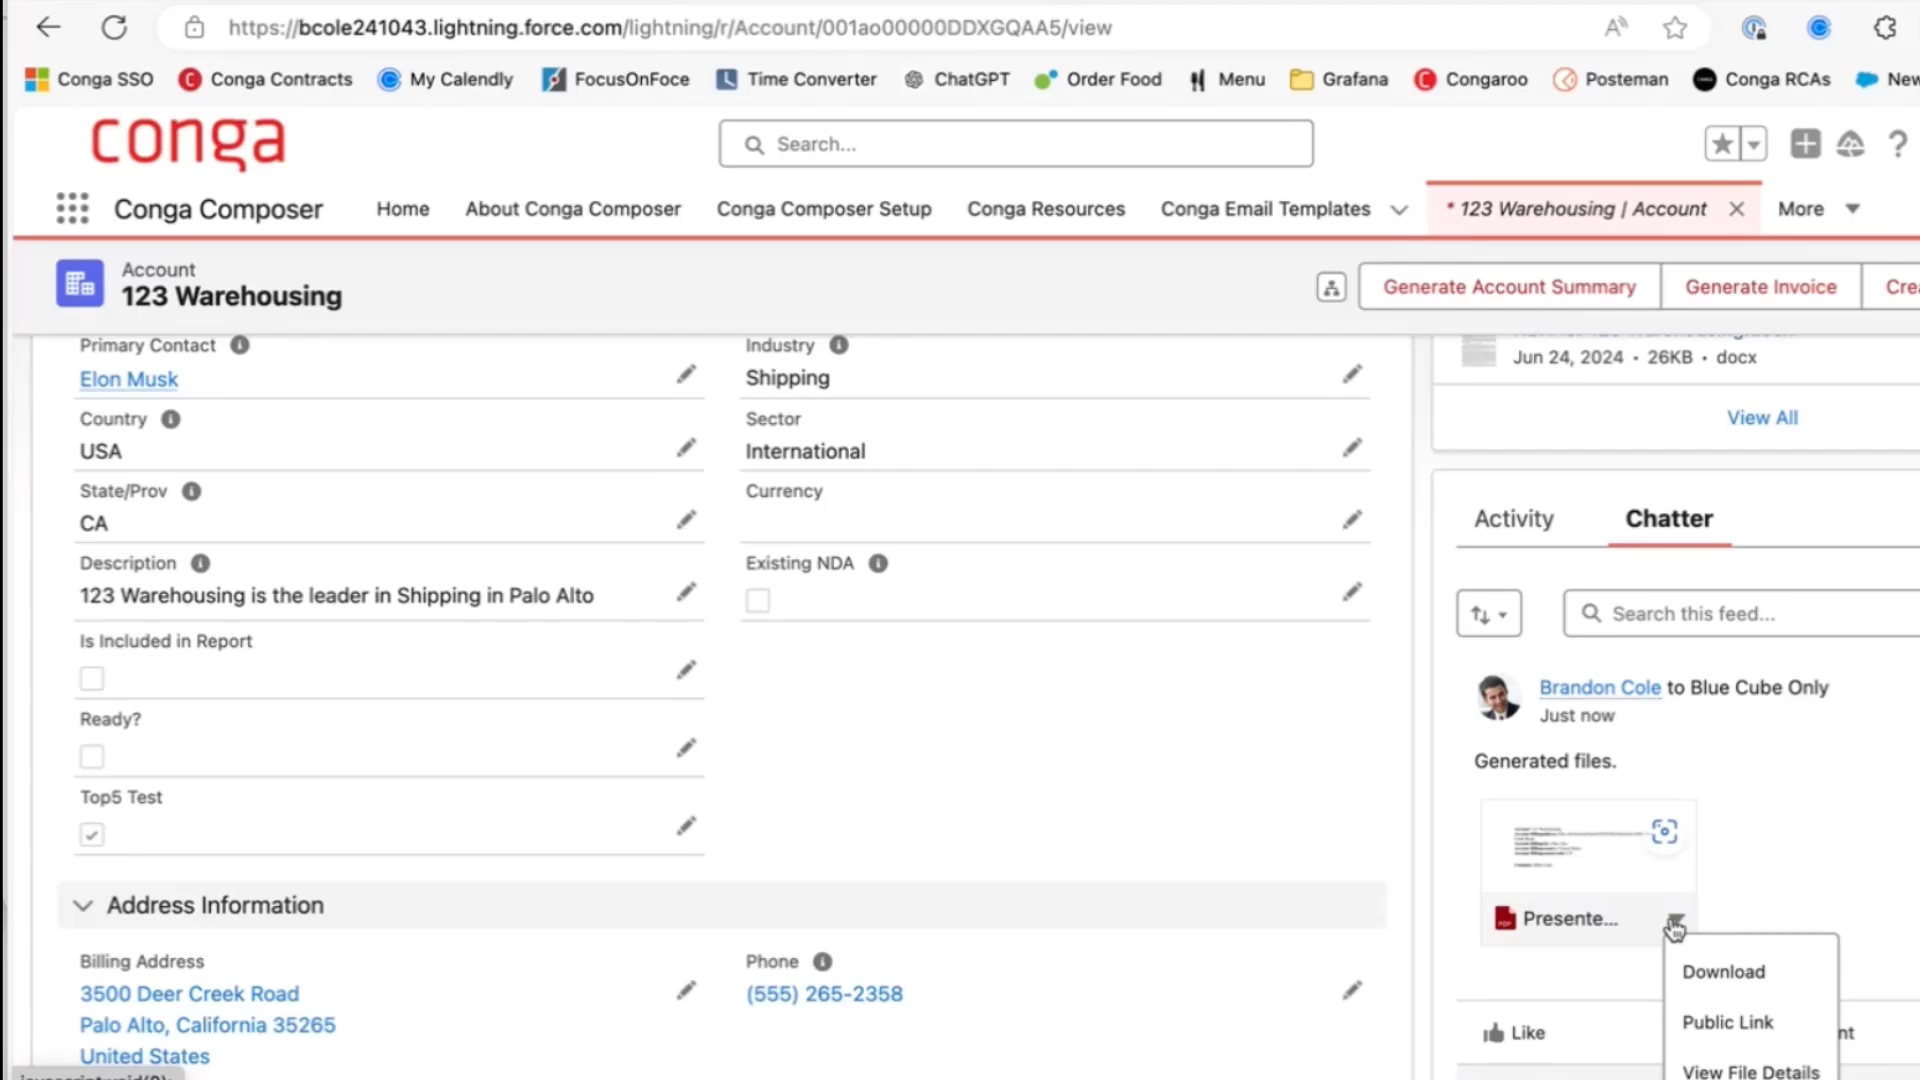 https://bcole241043.lightning.force.com/lightning/r/Account/001ao00000DDXGQAA5/view
Conga SSO
Conga Contracts
My Calendly
FocusOnFoce
Time Converter
ChatGPT
Order Food
Menu
Grafana
Congaroo
Posteman
Conga RCAs
New
conga
Search...
Conga Composer
Home
About Conga Composer
Conga Composer Setup
Conga Resources
Conga Email Templates
* 123 Warehousing | Account
More
Account
123 Warehousing
Generate Account Summary
Generate Invoice
Crea
Primary Contact
Elon Musk
Industry
Shipping
Country
USA
Sector
International
State/Prov
CA
Currency
Description
123 Warehousing is the leader in Shipping in Palo Alto
Existing NDA
Is Included in Report
Ready?
Top5 Test
Address Information
Billing Address
3500 Deer Creek Road
Palo Alto, California 35265
United States
Phone
(555) 265-2358
Jun 24, 2024 • 26KB • docx
View All
Activity
Chatter
Search this feed...
Brandon Cole to Blue Cube Only
Just now
Generated files.
Presente...
Download
Public Link
View File Details
Like
nt